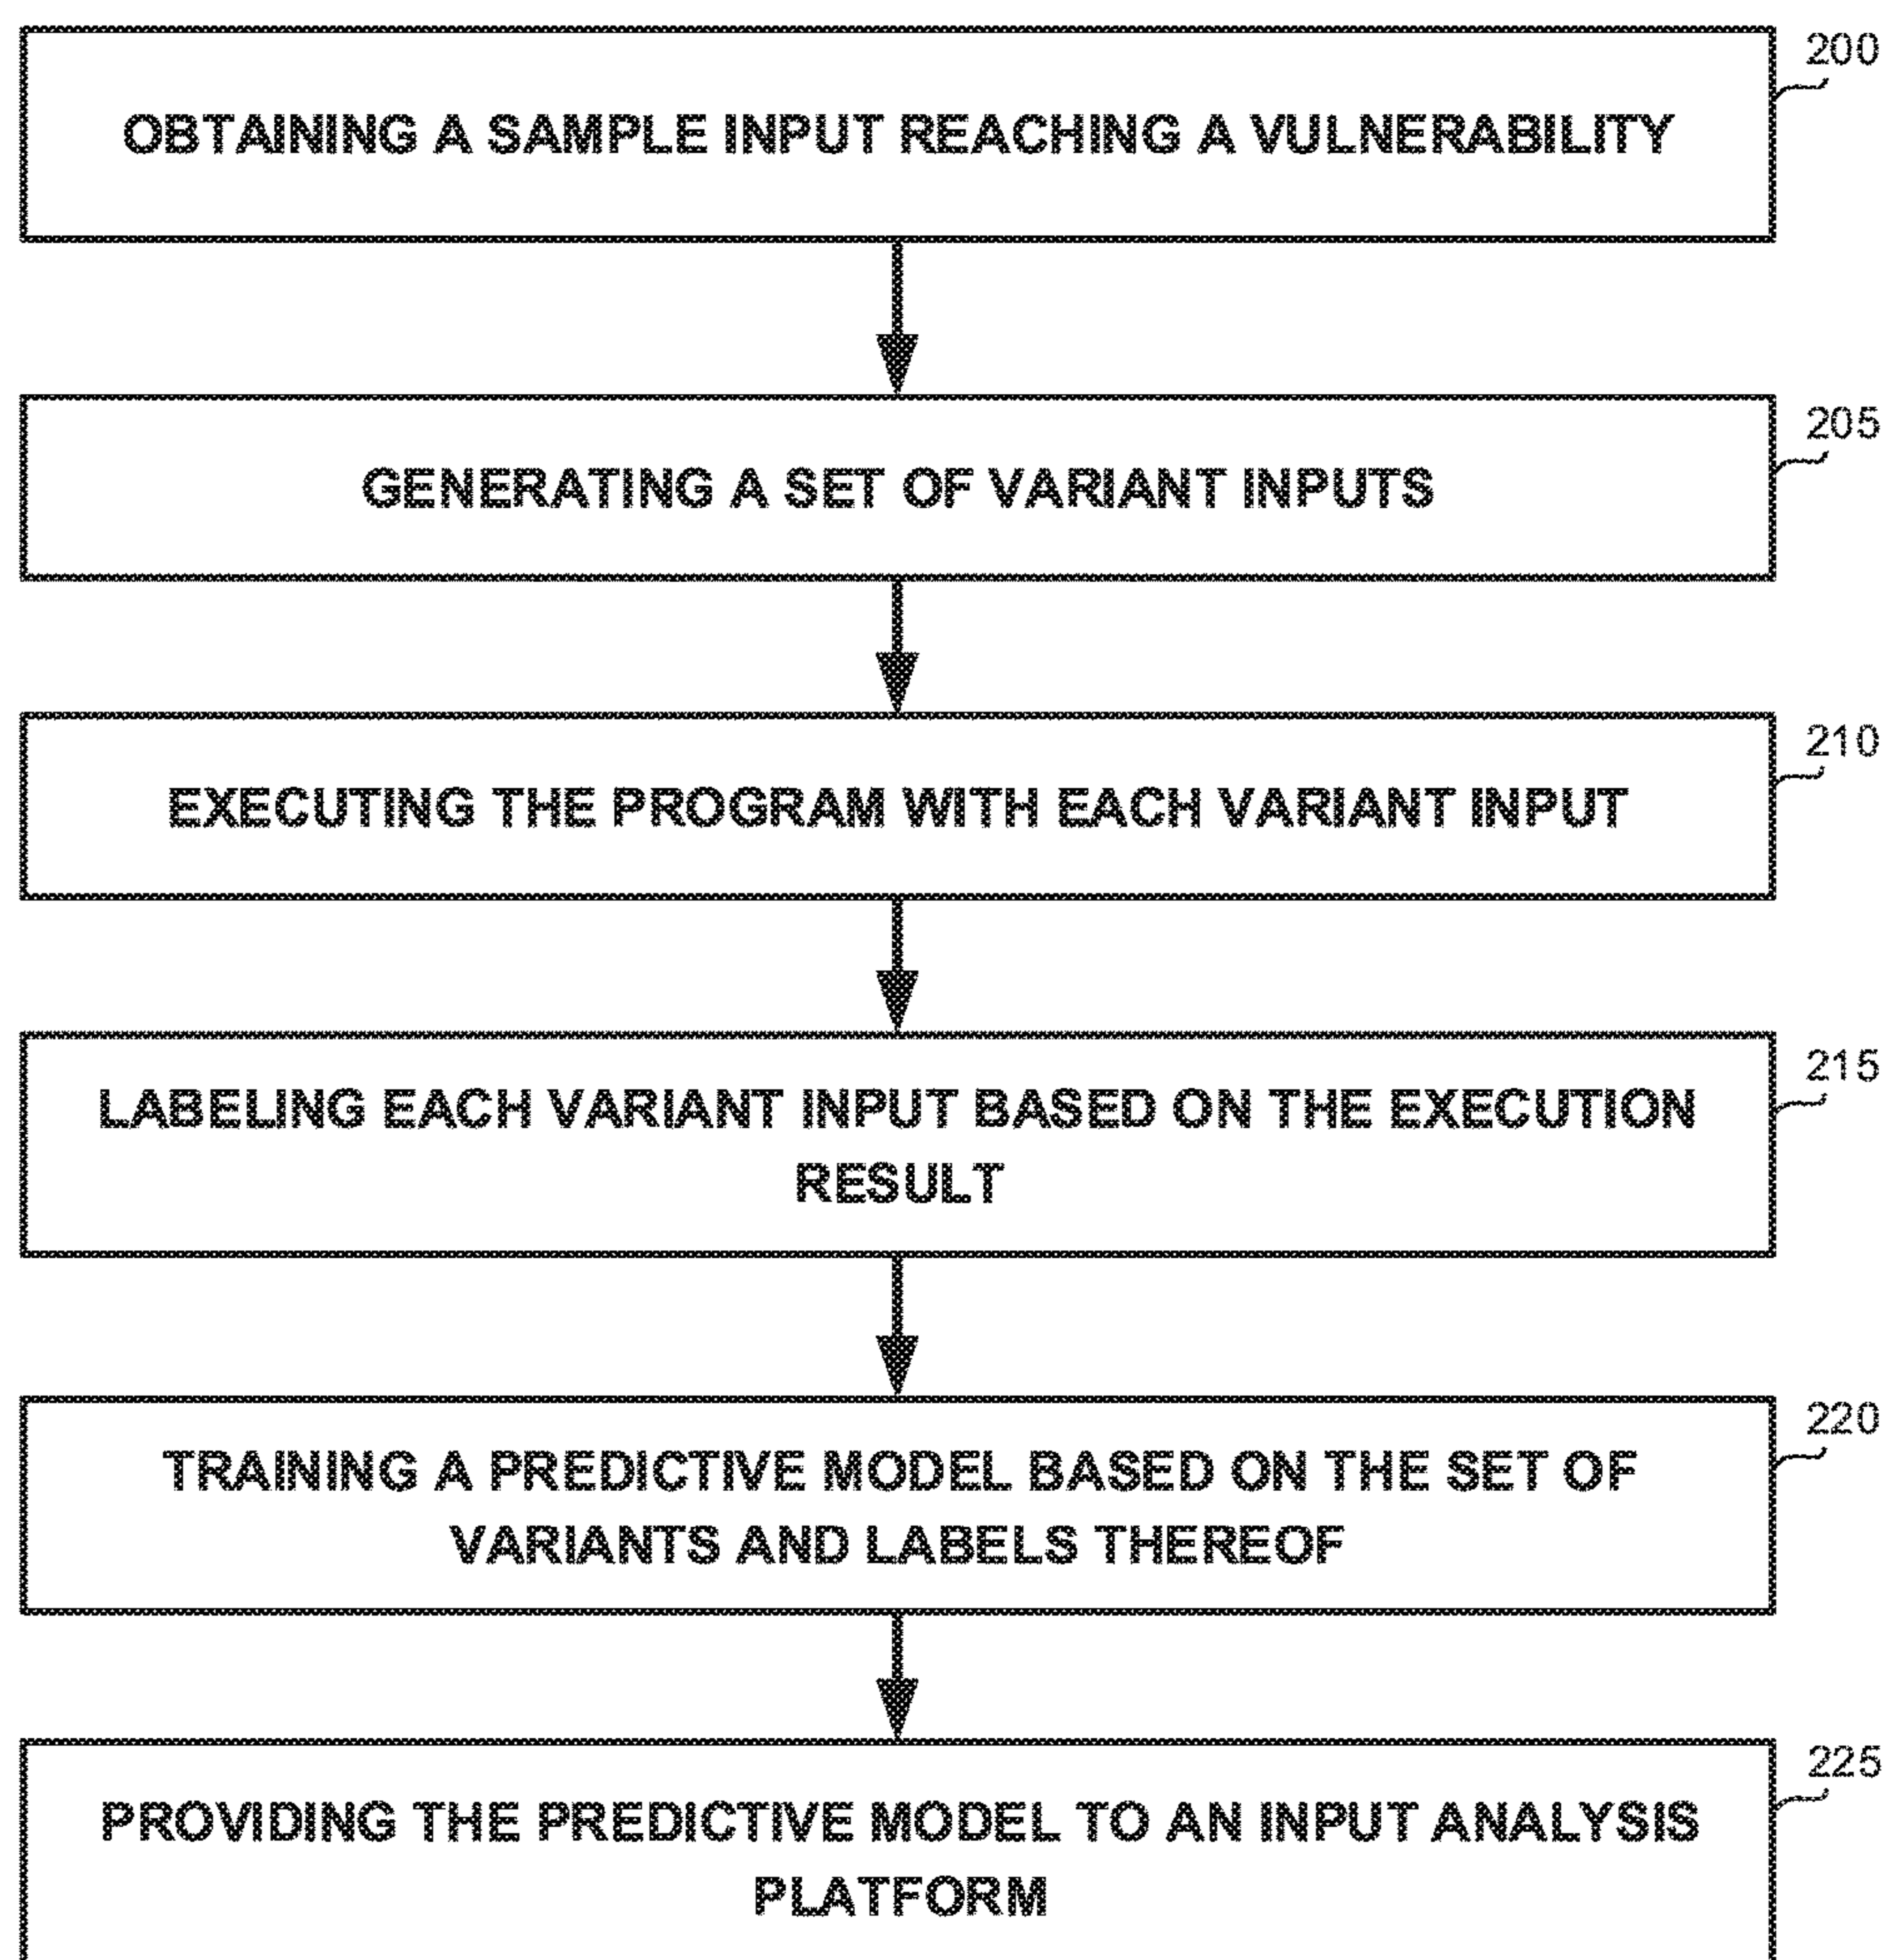 200
OBTAINING A SAMPLE INPUT REACHING A VULNERABILITY
205
GENERATING A SET OF VARIANT INPUTS
210
EXECUTING THE PROGRAM WITH EACH VARIANT INPUT
215
LABELING EACH VARIANT INPUT BASED ON THE EXECUTION
RESULT
220
TRAINING A PREDICTIVE MODEL BASED ON THE SET OF
VARIANTS AND LABELS THEREOF
225
PROVIDING THE PREDICTIVE MODEL TO AN INPUT ANALYSIS
PLATFORM